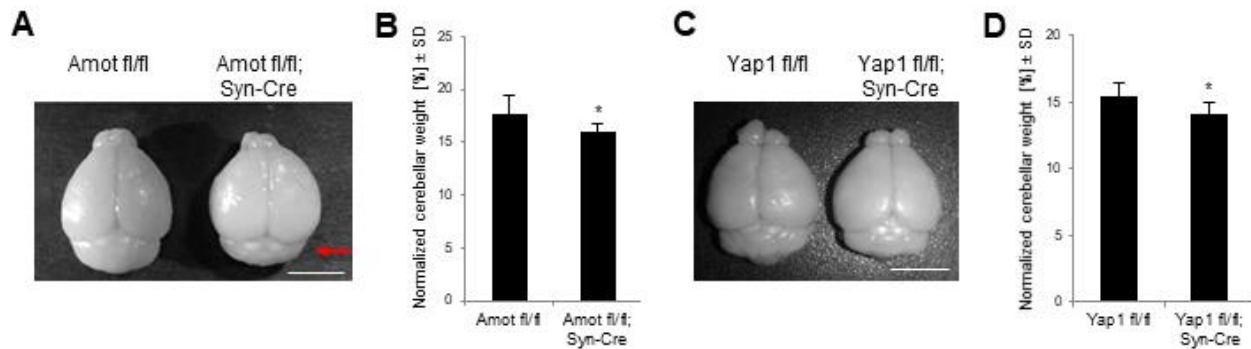 A
Amot fl/fl
Amot fl/fl;
Syn-Cre
B
Normalized cerebellar weight [%] ± SD
25
20
15
10
5
0
*
Amot fl/fl
Amot fl/fl;
Syn-Cre
C
Yap1 fl/fl
Yap1 fl/fl;
Syn-Cre
D
Normalized cerebellar weight [%] ± SD
20
15
10
5
0
*
Yap1 fl/fl
Yap1 fl/fl;
Syn-Cre